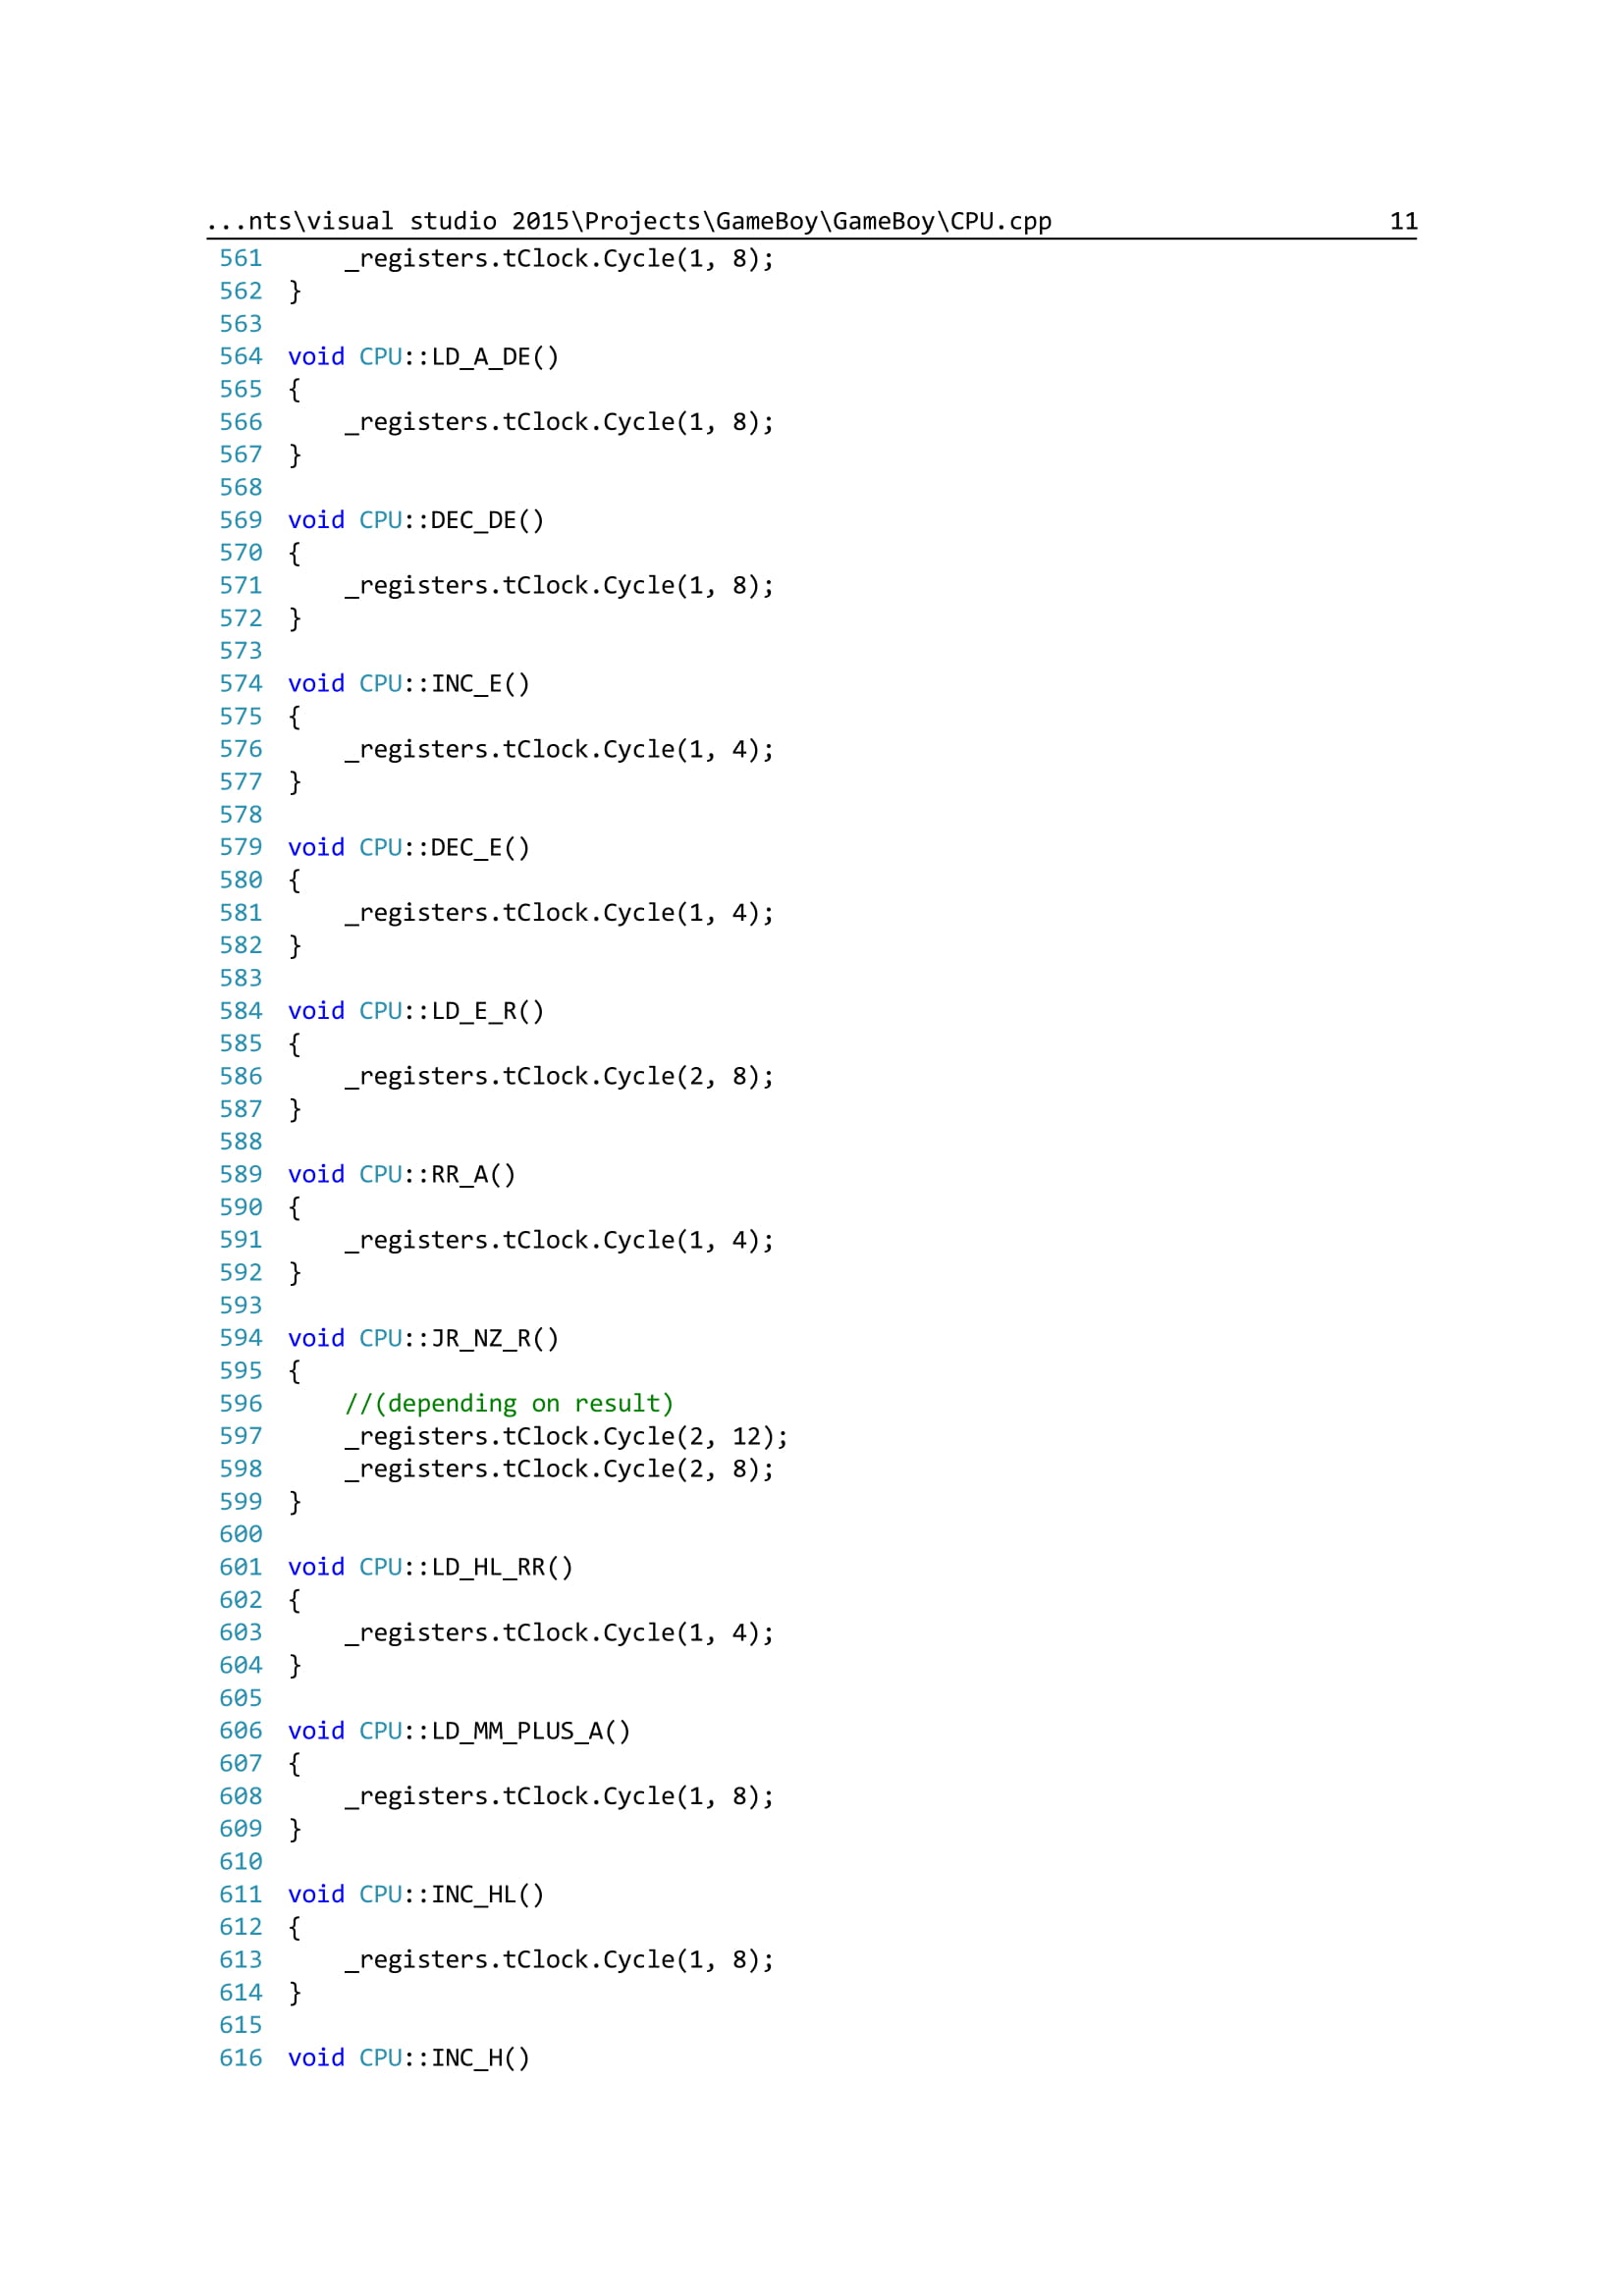 ...nts\visual studio 2015\Projects\GameBoy\GameBoy\CPU.cpp 11
561     _registers.tClock.Cycle(1, 8);
562 }
563
564 void CPU::LD_A_DE()
565 {
566     _registers.tClock.Cycle(1, 8);
567 }
568
569 void CPU::DEC_DE()
570 {
571     _registers.tClock.Cycle(1, 8);
572 }
573
574 void CPU::INC_E()
575 {
576     _registers.tClock.Cycle(1, 4);
577 }
578
579 void CPU::DEC_E()
580 {
581     _registers.tClock.Cycle(1, 4);
582 }
583
584 void CPU::LD_E_R()
585 {
586     _registers.tClock.Cycle(2, 8);
587 }
588
589 void CPU::RR_A()
590 {
591     _registers.tClock.Cycle(1, 4);
592 }
593
594 void CPU::JR_NZ_R()
595 {
596     //(depending on result)
597     _registers.tClock.Cycle(2, 12);
598     _registers.tClock.Cycle(2, 8);
599 }
600
601 void CPU::LD_HL_RR()
602 {
603     _registers.tClock.Cycle(1, 4);
604 }
605
606 void CPU::LD_MM_PLUS_A()
607 {
608     _registers.tClock.Cycle(1, 8);
609 }
610
611 void CPU::INC_HL()
612 {
613     _registers.tClock.Cycle(1, 8);
614 }
615
616 void CPU::INC_H()